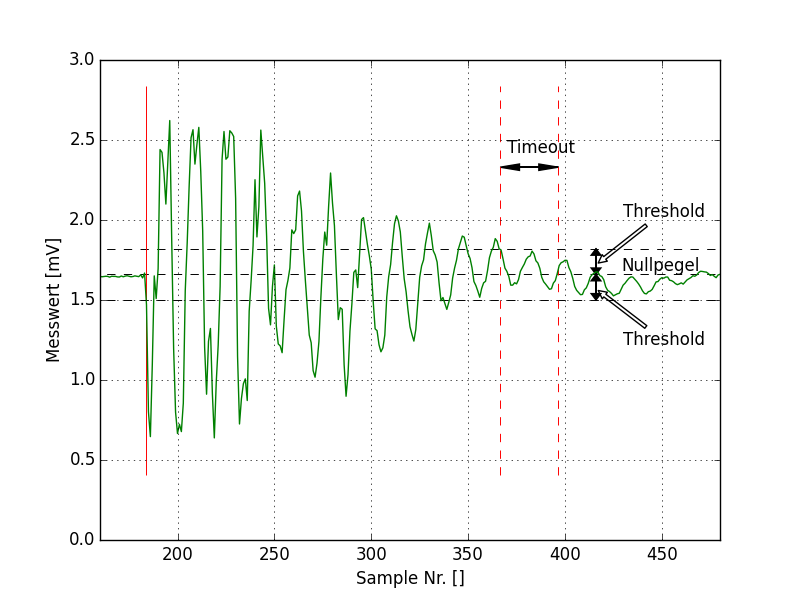 3.0
2.5
2.0
1.5
1.0
0.5
0.0
Messwert [mV]
Timeout
Threshold
Nullpegel
Threshold
200 250 300 350 400 450
Sample Nr. []